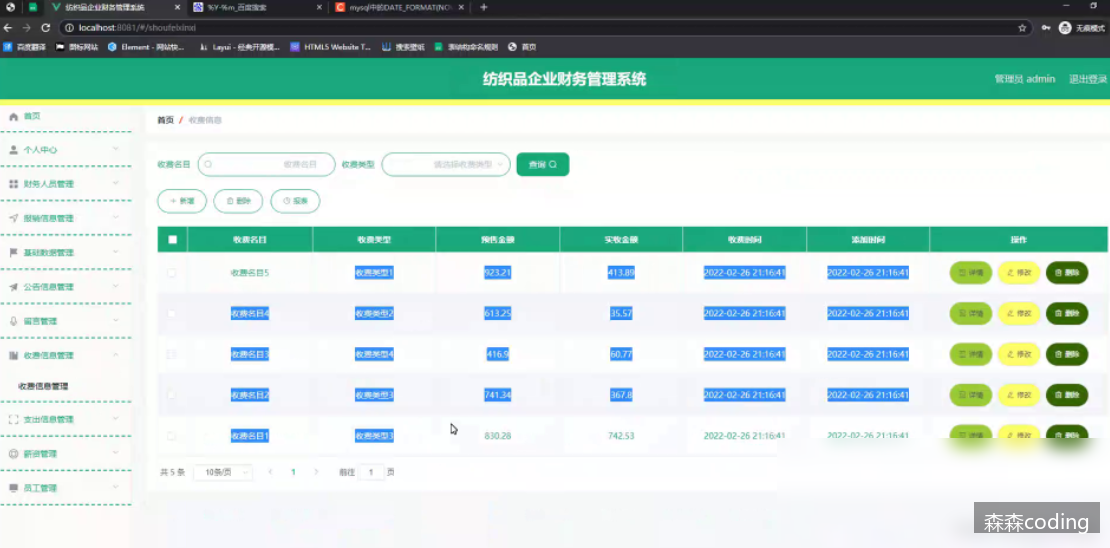 纺织品企业财务管理系统
%Y-%m_百度搜索
mysql中的DATE_FORMAT(NOW
localhost:8081/#/shoufeixinxi
无痕模式
百度翻译
图标网站
Element - 网站快...
Layui - 经典开源模...
HTML5 Website T...
搜索壁纸
首页
纺织品企业财务管理系统
管理员 admin
退出登录
首页
个人中心
财务人员管理
报销信息管理
基础数据管理
公告信息管理
留言管理
收费信息管理
收费信息管理
支出信息管理
薪资管理
员工管理
首页 / 收费信息
收费名目 收费名目 收费类型 请选择收费类型 查询
+ 新增 删除 报表
收费名目 收费类型 预售金额 实收金额 收费时间 添加时间 操作
收费名目5 收费类型1 923.21 413.89 2022-02-26 21:16:41 2022-02-26 21:16:41 详情 修改 删除
收费名目4 收费类型2 613.25 35.57 2022-02-26 21:16:41 2022-02-26 21:16:41 详情 修改 删除
收费名目3 收费类型4 416.9 60.77 2022-02-26 21:16:41 2022-02-26 21:16:41 详情 修改 删除
收费名目2 收费类型3 741.34 367.8 2022-02-26 21:16:41 2022-02-26 21:16:41 详情 修改 删除
收费名目1 收费类型3 830.28 742.53 2022-02-26 21:16:41 2022-02-26 21:16:41 详情 修改 删除
共 5 条 10条/页 1 前往 1 页
森森coding